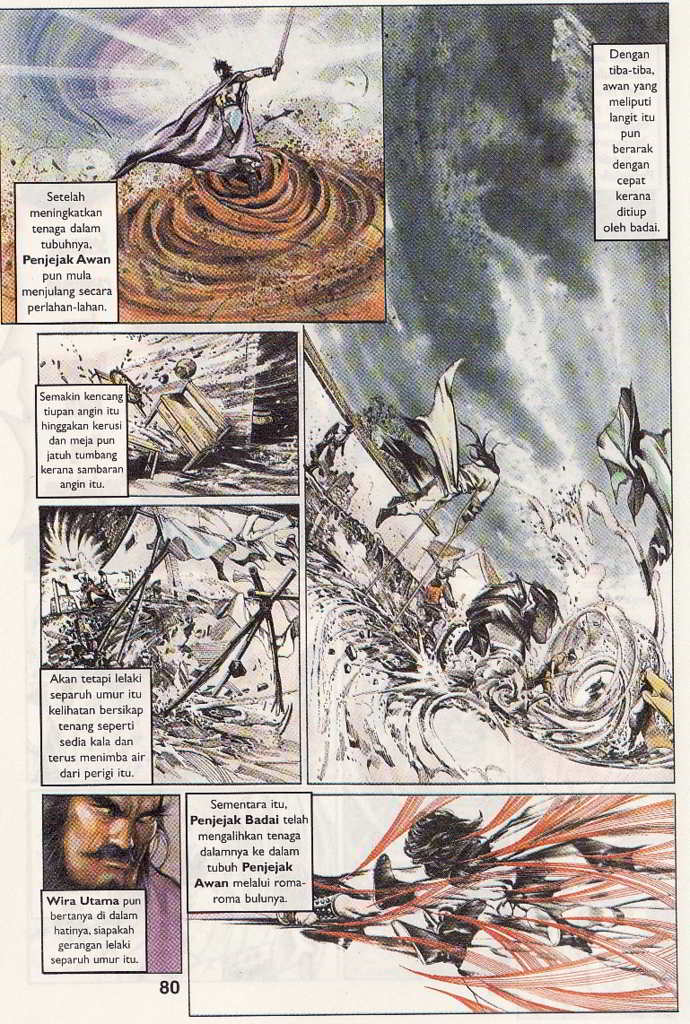 Setelah
meningkatkan
tenaga dalam
tubuhnya,
Penjejak Awan
pun mula
menjulang secara
perlahan-lahan.
Dengan
tiba-tiba,
awan yang
meliputi
langit itu
pun
berarak
dengan
cepat
kerana
ditiup
oleh badai.
Semakin kencang
tiupan angin itu
hinggakan kerusi
dan meja pun
jatuh tumbang
kerana sambaran
angin itu.
Akan tetapi lelaki
separuh umur itu
kelihatan bersikap
tenang seperti
sedia kala dan
terus menimba air
dari perigi itu.
Wira Utama pun
bertanya di dalam
hatinya, siapakah
gerangan lelaki
separuh umur itu.
Sementara itu,
Penjejak Badai telah
mengalihkan tenaga
dalamnya ke dalam
tubuh Penjejak
Awan melalui roma-
roma bulunya.
80